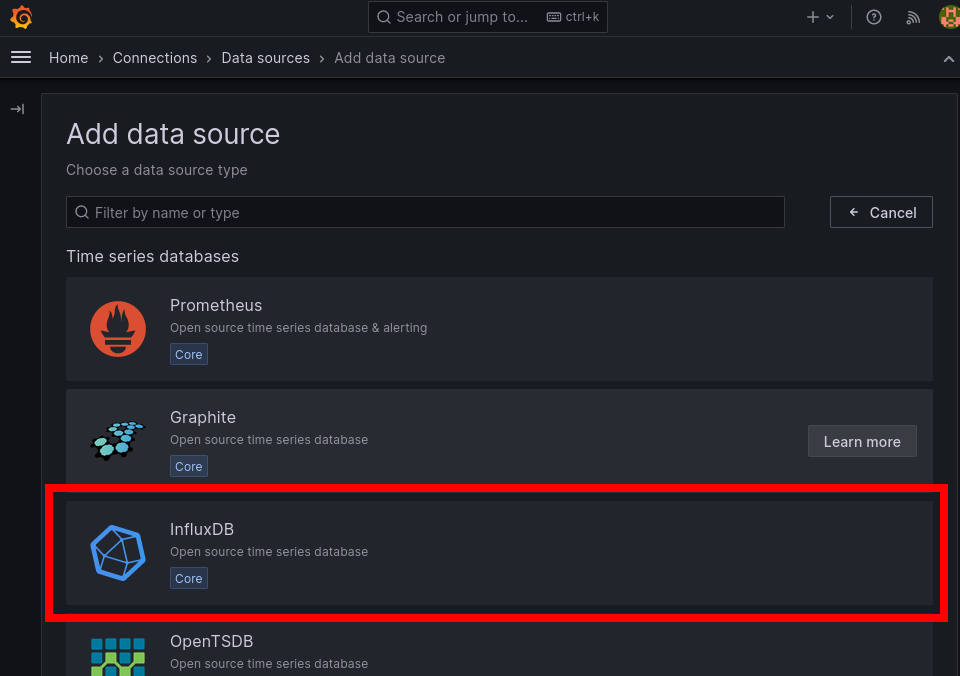 Search or jump to... ctrl+k
Home › Connections › Data sources › Add data source
Add data source
Choose a data source type
Filter by name or type
Cancel
Time series databases
Prometheus
Open source time series database & alerting
Core
Graphite
Open source time series database
Core
Learn more
InfluxDB
Open source time series database
Core
OpenTSDB
Open source time series database